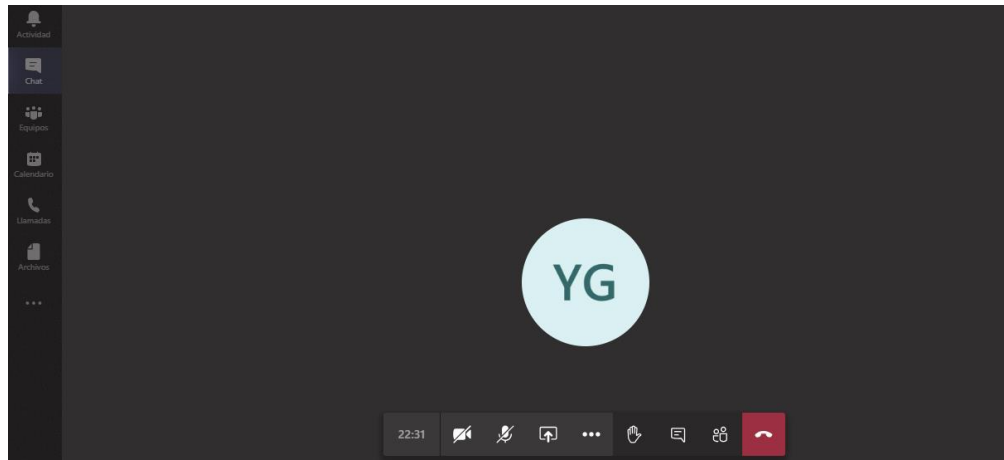 Actividad
Chat
Equipos
Calendario
Llamadas
Archivos
YG
22:31